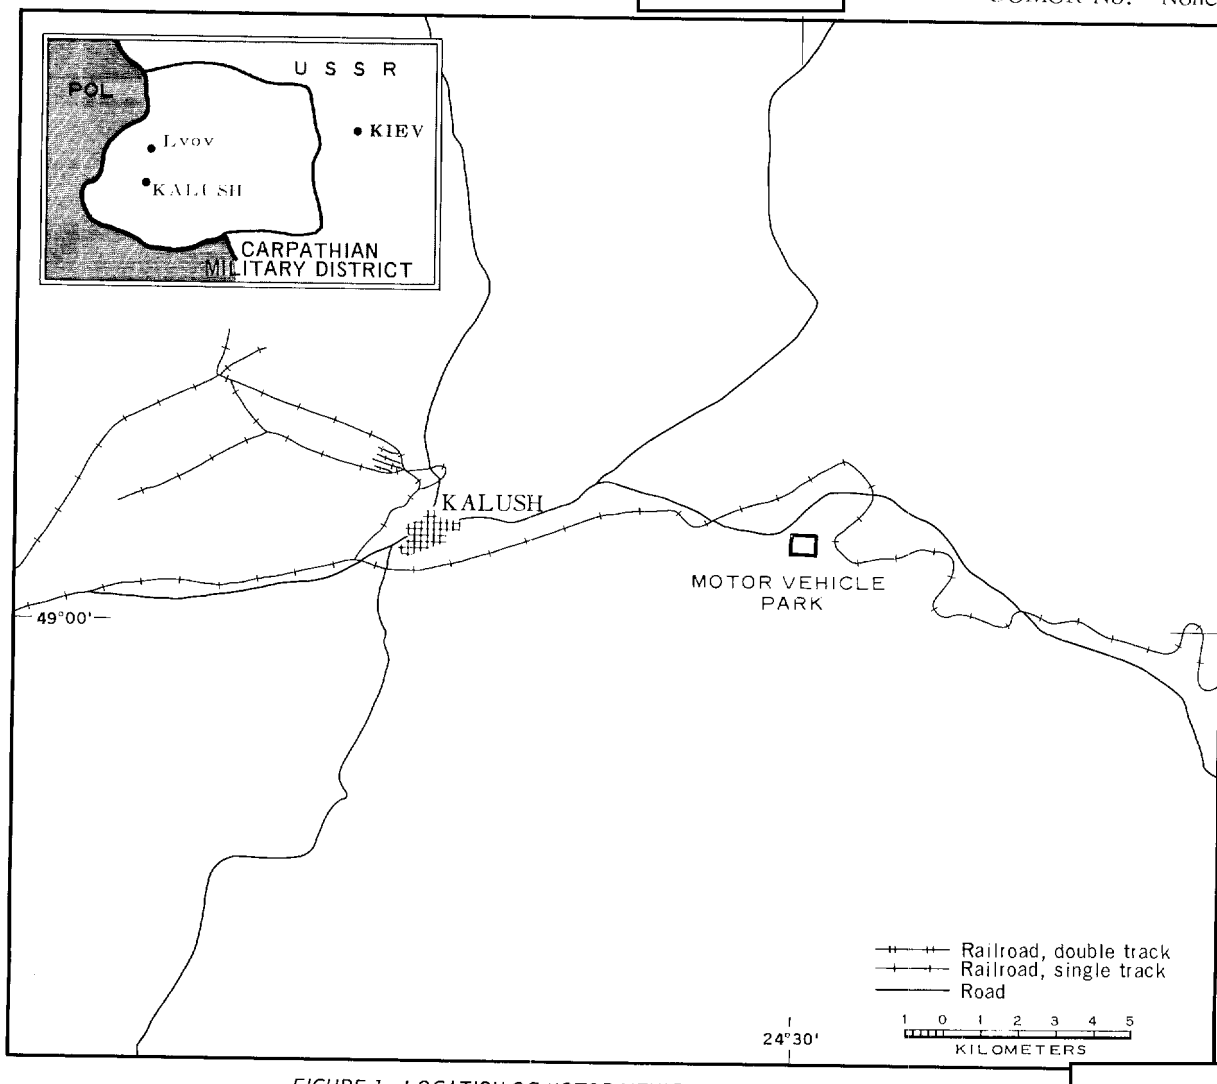 U S S R
POL
KIEV
Lvov
KALUSH
CARPATHIAN
MILITARY DISTRICT
KALUSH
MOTOR VEHICLE
PARK
49°00'
Railroad, double track
Railroad, single track
Road
24°30'
1 0 1 2 3 4 5
KILOMETERS